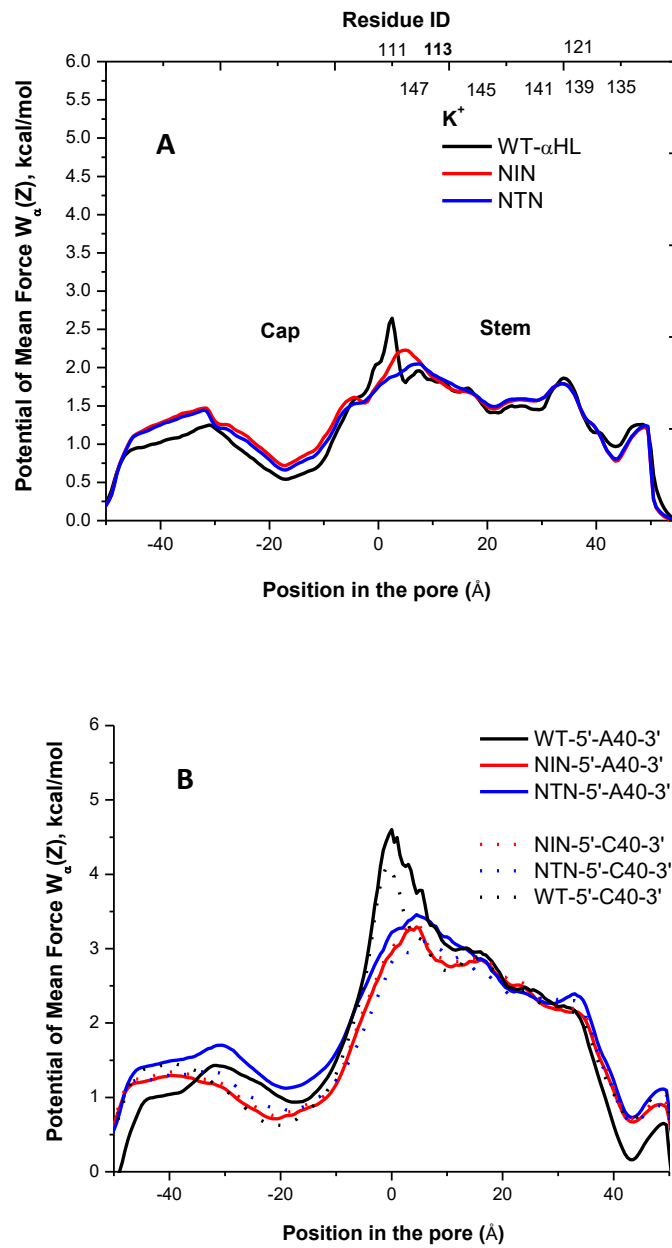 Residue ID
111 113 121
147 145 141 139 135
6.0
5.5
5.0
4.5
4.0
3.5
3.0
2.5
2.0
1.5
1.0
0.5
0.0
Potential of Mean Force Wα(Z), kcal/mol
A
K+
WT-αHL
NIN
NTN
Cap
Stem
-40 -20 0 20 40
Position in the pore (Å)
6
5
4
3
2
1
0
Potential of Mean Force Wα(Z), kcal/mol
B
WT-5'-A40-3'
NIN-5'-A40-3'
NTN-5'-A40-3'
NIN-5'-C40-3'
NTN-5'-C40-3'
WT-5'-C40-3'
-40 -20 0 20 40
Position in the pore (Å)